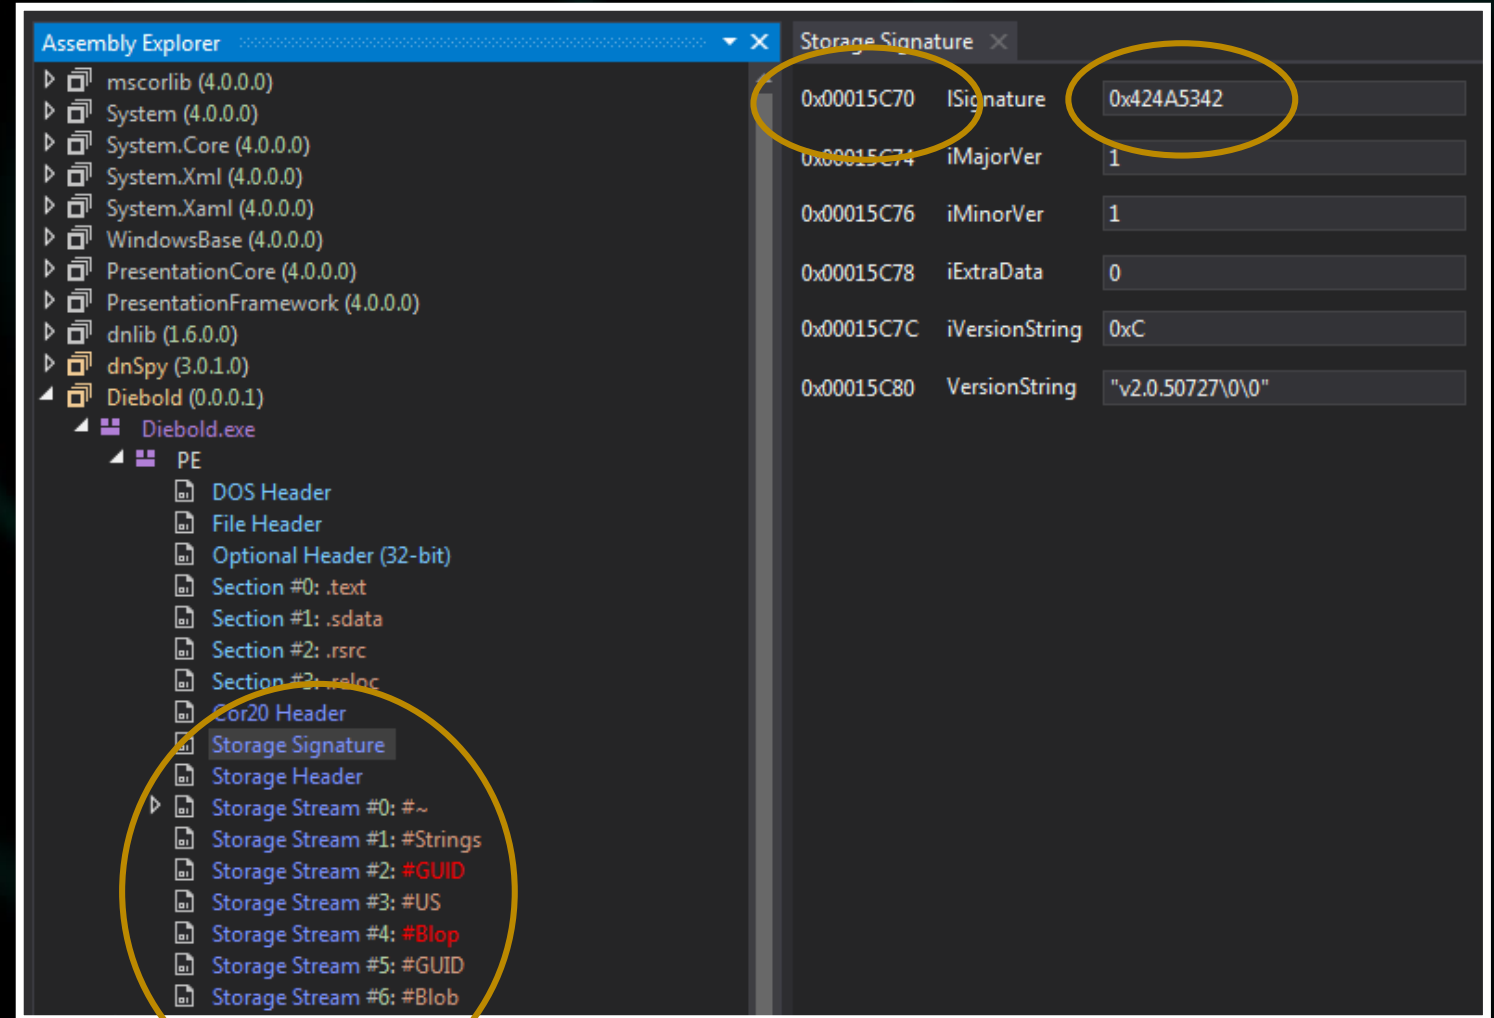 Assembly Explorer
mscorlib (4.0.0.0)
System (4.0.0.0)
System.Core (4.0.0.0)
System.Xml (4.0.0.0)
System.Xaml (4.0.0.0)
WindowsBase (4.0.0.0)
PresentationCore (4.0.0.0)
PresentationFramework (4.0.0.0)
dnlib (1.6.0.0)
dnSpy (3.0.1.0)
Diebold (0.0.0.1)
Diebold.exe
PE
DOS Header
File Header
Optional Header (32-bit)
Section #0: .text
Section #1: .sdata
Section #2: .rsrc
Section #3: .reloc
Cor20 Header
Storage Signature
Storage Header
Storage Stream #0: #~
Storage Stream #1: #Strings
Storage Stream #2: #GUID
Storage Stream #3: #US
Storage Stream #4: #Blop
Storage Stream #5: #GUID
Storage Stream #6: #Blob
Storage Signature
0x00015C70 lSignature 0x424A5342
0x00015C74 iMajorVer 1
0x00015C76 iMinorVer 1
0x00015C78 iExtraData 0
0x00015C7C iVersionString 0xC
0x00015C80 VersionString "v2.0.50727\0\0"